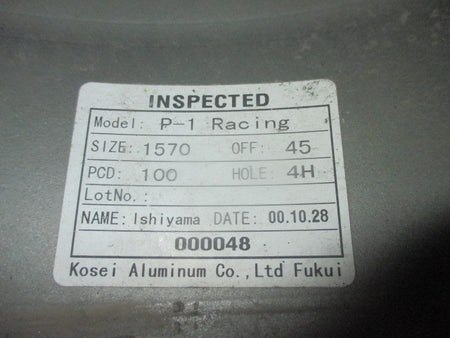 INSPECTED
Model: P-1 Racing
SIZE: 1570 OFF: 45
PCD: 100 HOLE: 4H
LotNo.:
NAME: Ishiyama DATE: 00.10.28
000048
Kosei Aluminum Co.,Ltd Fukui